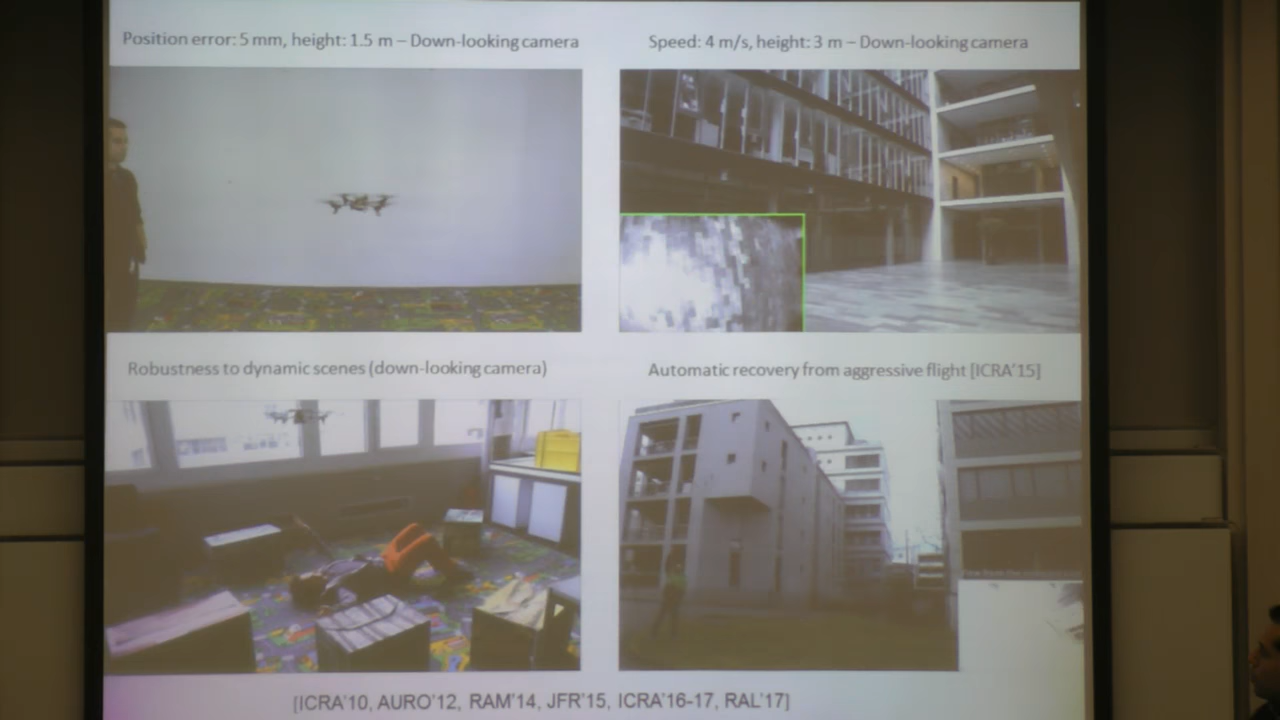 Position error: 5 mm, height: 1.5 m – Down-looking camera
Speed: 4 m/s, height: 3 m – Down-looking camera
Robustness to dynamic scenes (down-looking camera)
Automatic recovery from aggressive flight [ICRA'15]
[ICRA'10, AURO'12, RAM'14, JFR'15, ICRA'16-17, RAL'17]